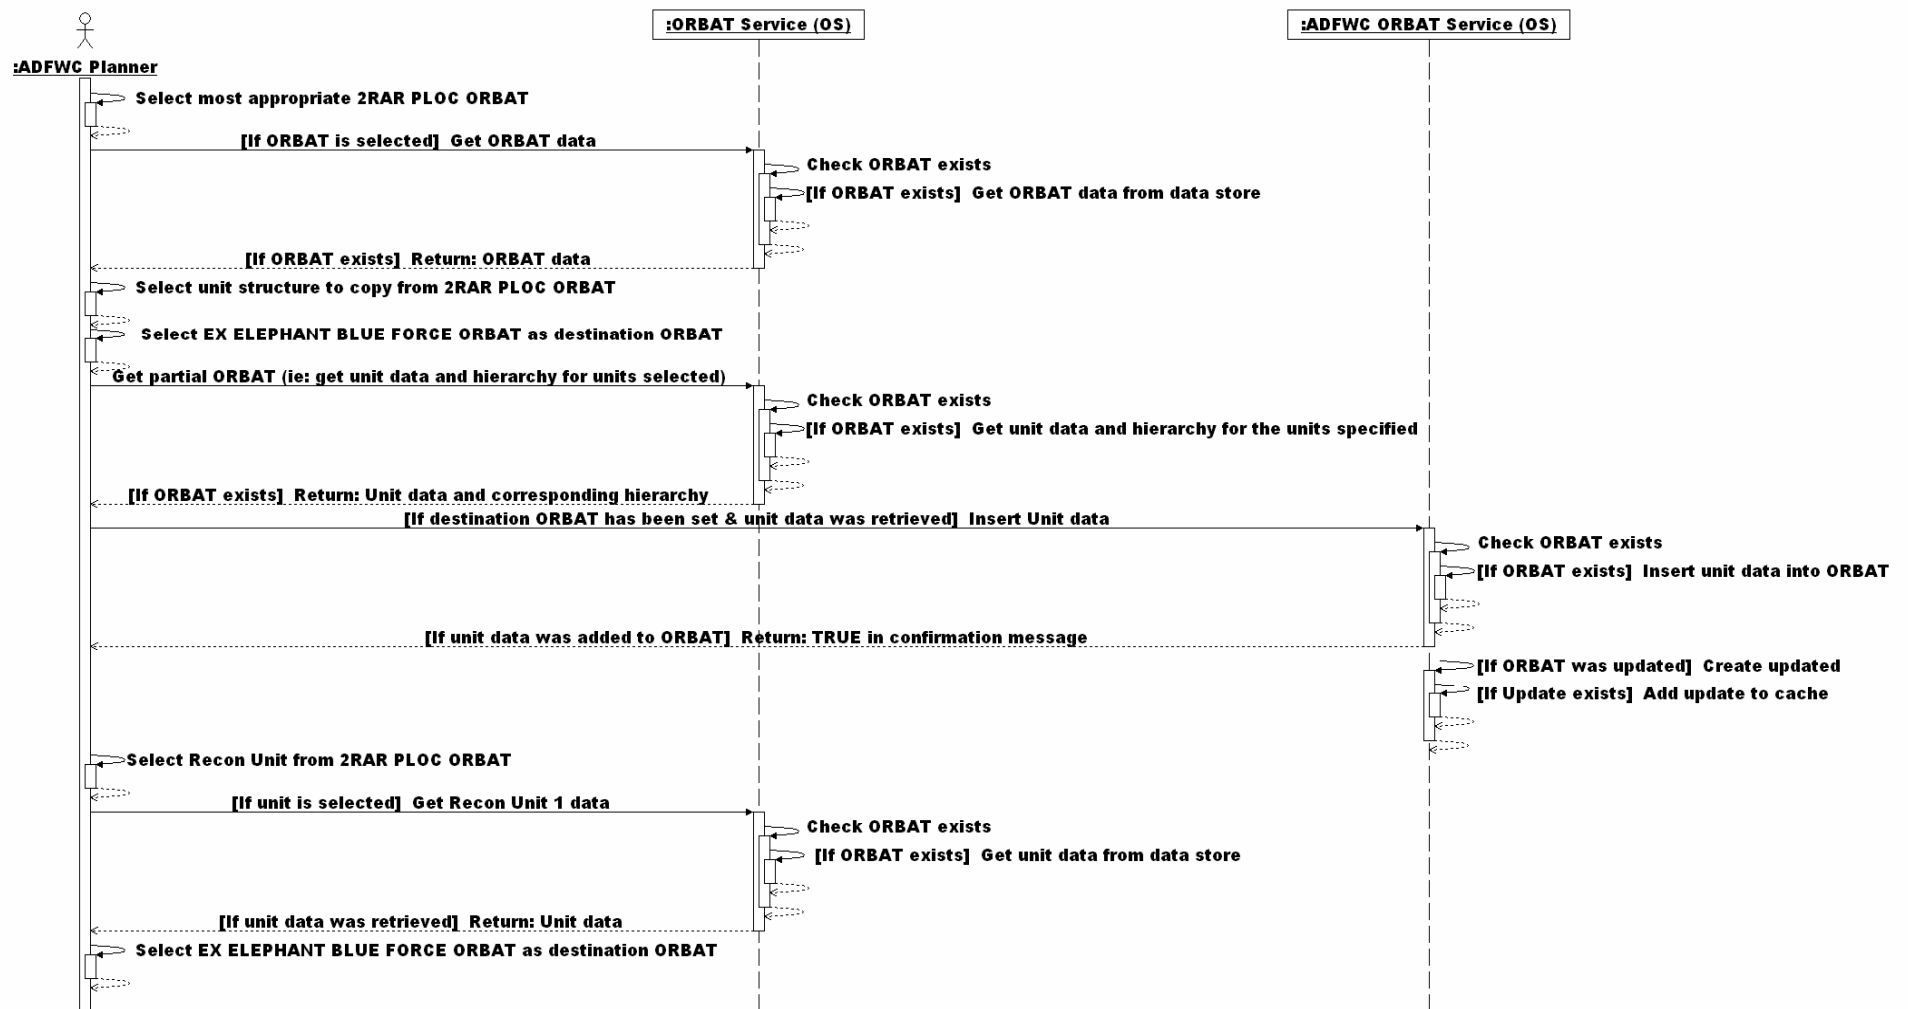 :ORBAT Service (OS)
:ADFWC ORBAT Service (OS)
:ADFWC Planner
Select most appropriate 2RAR PLOC ORBAT
[If ORBAT is selected]  Get ORBAT data
Check ORBAT exists
[If ORBAT exists]  Get ORBAT data from data store
[If ORBAT exists]  Return: ORBAT data
Select unit structure to copy from 2RAR PLOC ORBAT
Select EX ELEPHANT BLUE FORCE ORBAT as destination ORBAT
Get partial ORBAT (ie: get unit data and hierarchy for units selected)
Check ORBAT exists
[If ORBAT exists]  Get unit data and hierarchy for the units specified
[If ORBAT exists]  Return: Unit data and corresponding hierarchy
[If destination ORBAT has been set & unit data was retrieved]  Insert Unit data
Check ORBAT exists
[If ORBAT exists]  Insert unit data into ORBAT
[If unit data was added to ORBAT]  Return: TRUE in confirmation message
[If ORBAT was updated]  Create updated
[If Update exists]  Add update to cache
Select Recon Unit from 2RAR PLOC ORBAT
[If unit is selected]  Get Recon Unit 1 data
Check ORBAT exists
[If ORBAT exists]  Get unit data from data store
[If unit data was retrieved]  Return: Unit data
Select EX ELEPHANT BLUE FORCE ORBAT as destination ORBAT